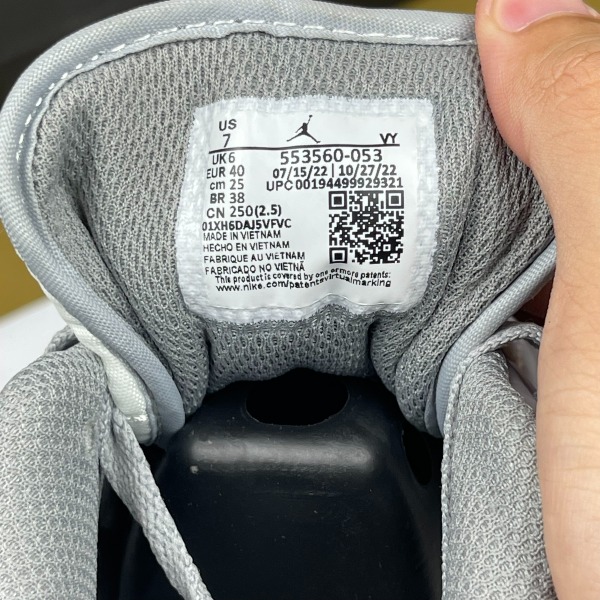 US
7
VY
UK 6
553560-053
EUR 40
07/15/22 | 10/27/22
cm 25
UPC 00194499929321
BR 38
CN 250(2.5)
01XH6DAJ5VFVC
MADE IN VIETNAM
HECHO EN VIETNAM
FABRIQUE AU VIETNAM
FABRICADO NO VIETNÃ
This product is covered by one or more patents:
www.nike.com/patentsvirtualmarking